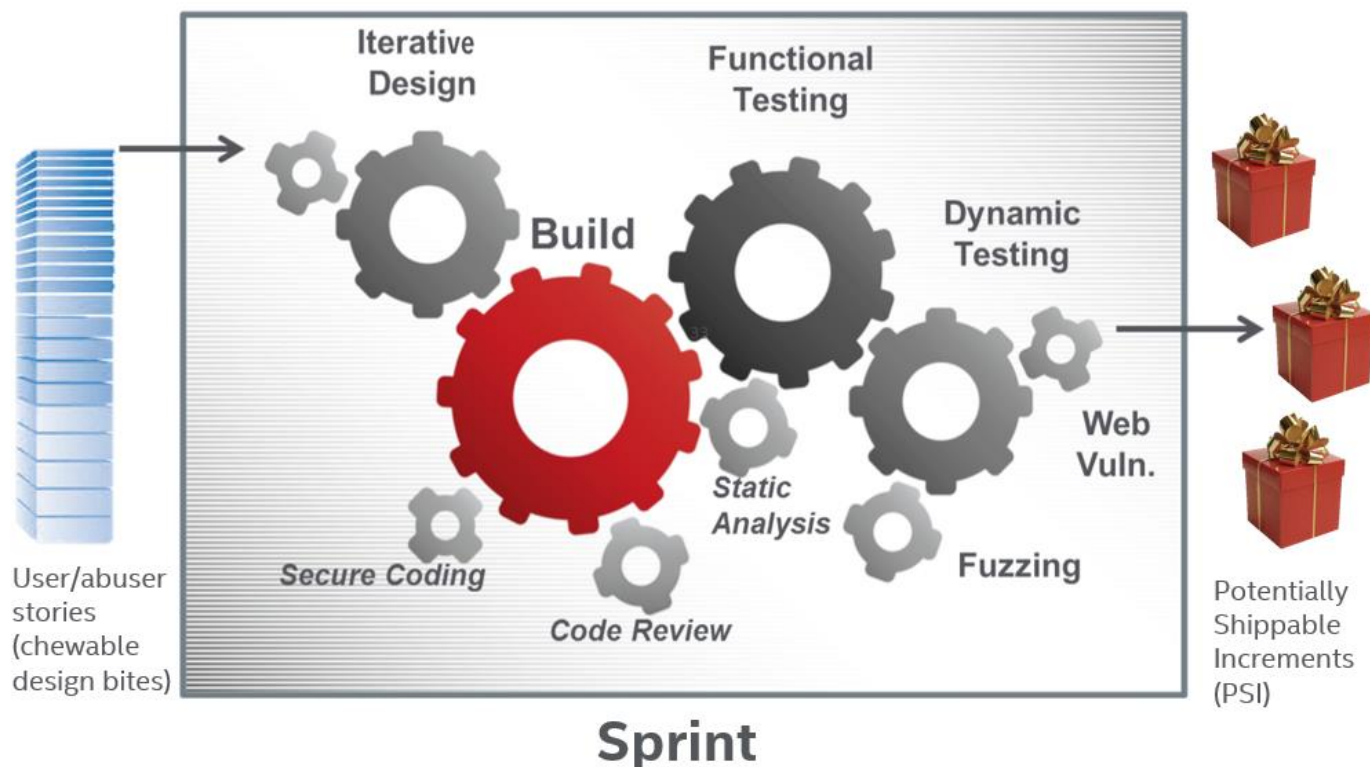 Iterative
Design
Functional
Testing
Build
Dynamic
Testing
33
Static
Analysis
Web
Vuln.
Secure Coding
Code Review
Fuzzing
User/abuser
stories
(chewable
design bites)
Potentially
Shippable
Increments
(PSI)
Sprint